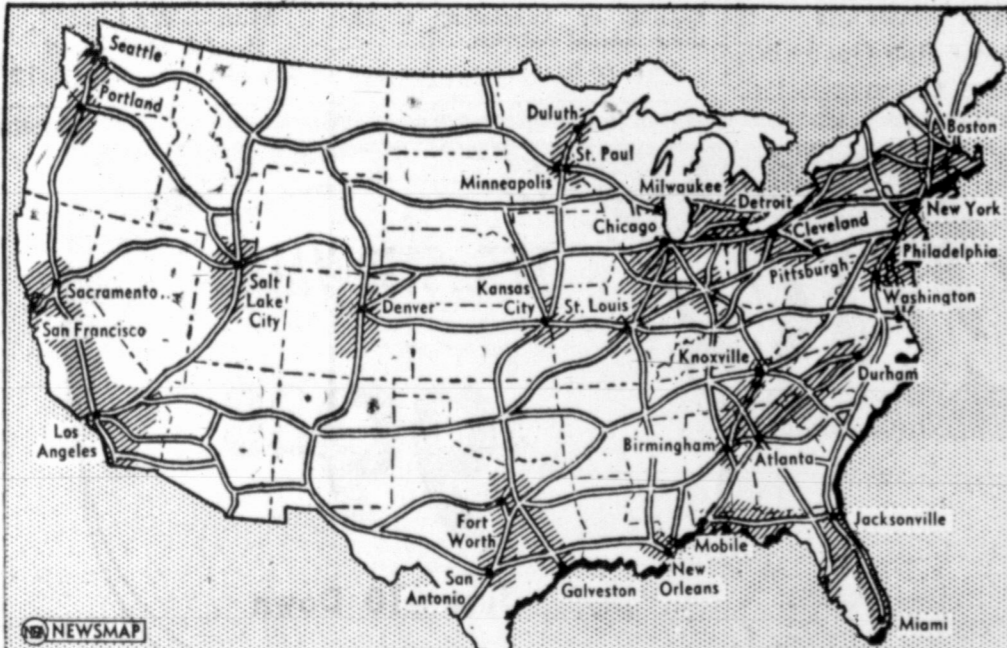 Seattle
Portland
Duluth
St. Paul
Minneapolis
Milwaukee
Detroit
Boston
New York
Chicago
Cleveland
Philadelphia
Pittsburgh
Washington
Sacramento
Salt
Lake
City
Denver
Kansas
City
St. Louis
San Francisco
Knoxville
Durham
Los
Angeles
Birmingham
Atlanta
Fort
Worth
Jacksonville
Mobile
New
Orleans
San
Antonio
Galveston
Miami
NEA NEWSMAP